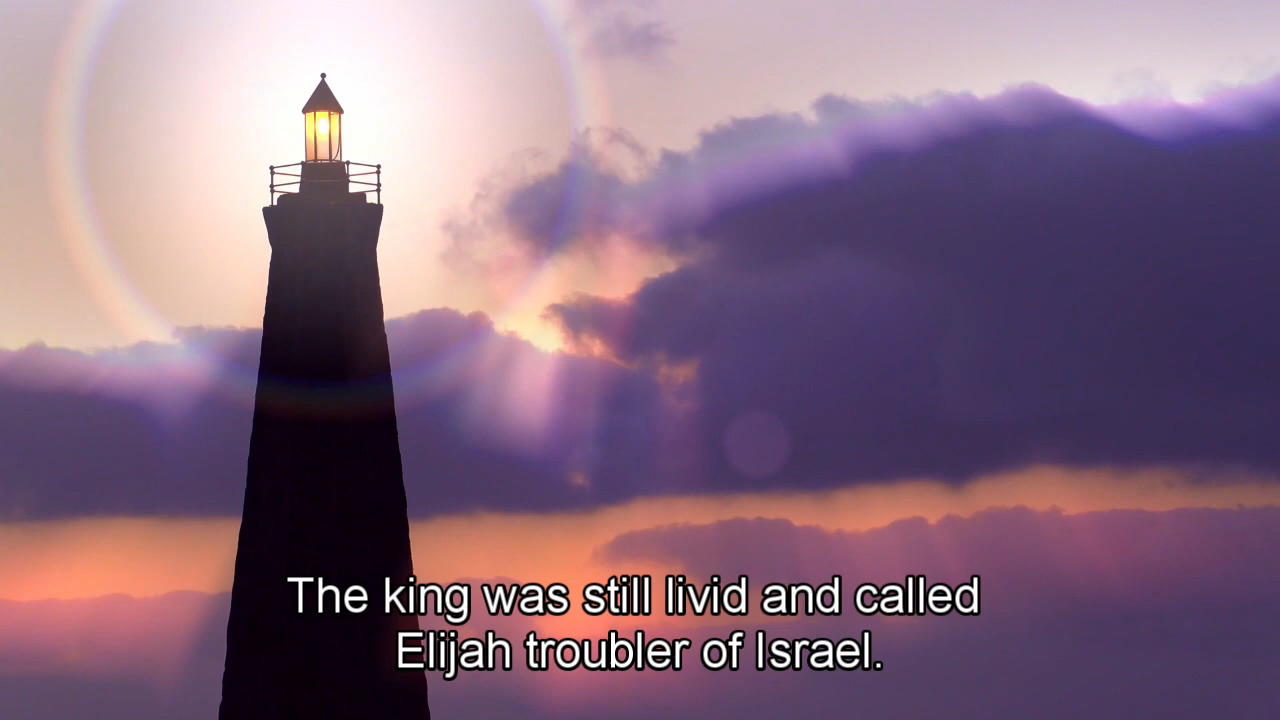 The king was still livid and called
Elijah troubler of Israel.